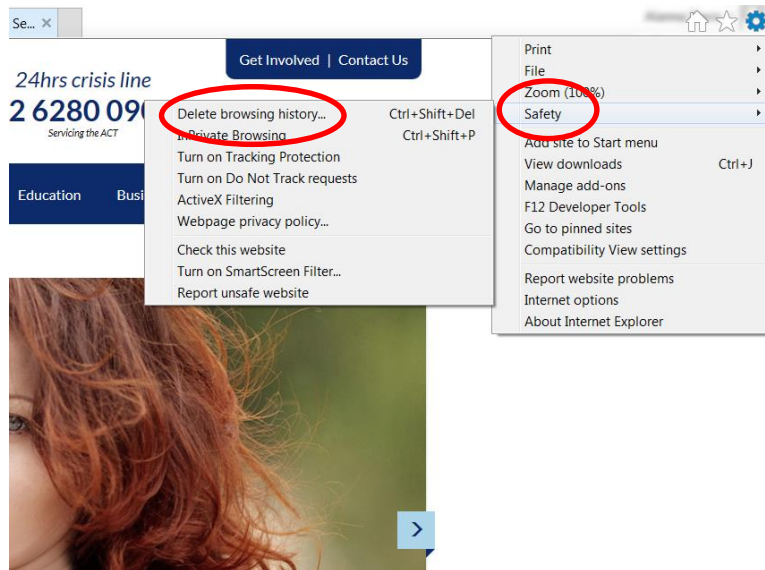 Se...
Get Involved | Contact Us
24hrs crisis line
2 6280 090
Servicing the ACT
Education Busi
Print
File
Zoom (100%)
Safety
Add site to Start menu
View downloads Ctrl+J
Manage add-ons
F12 Developer Tools
Go to pinned sites
Compatibility View settings
Report website problems
Internet options
About Internet Explorer
Delete browsing history... Ctrl+Shift+Del
InPrivate Browsing Ctrl+Shift+P
Turn on Tracking Protection
Turn on Do Not Track requests
ActiveX Filtering
Webpage privacy policy...
Check this website
Turn on SmartScreen Filter...
Report unsafe website